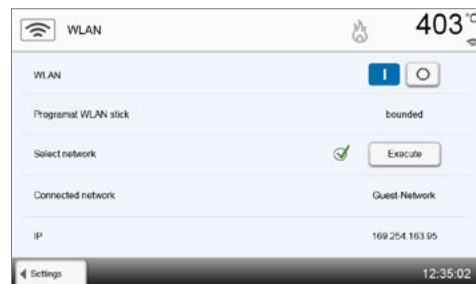 WLAN 403 °C
WLAN I O
Programat WLAN stick bounded
Select network Execute
Connected network Guest-Network
IP 169.254.163.95
Settings 12:35:02